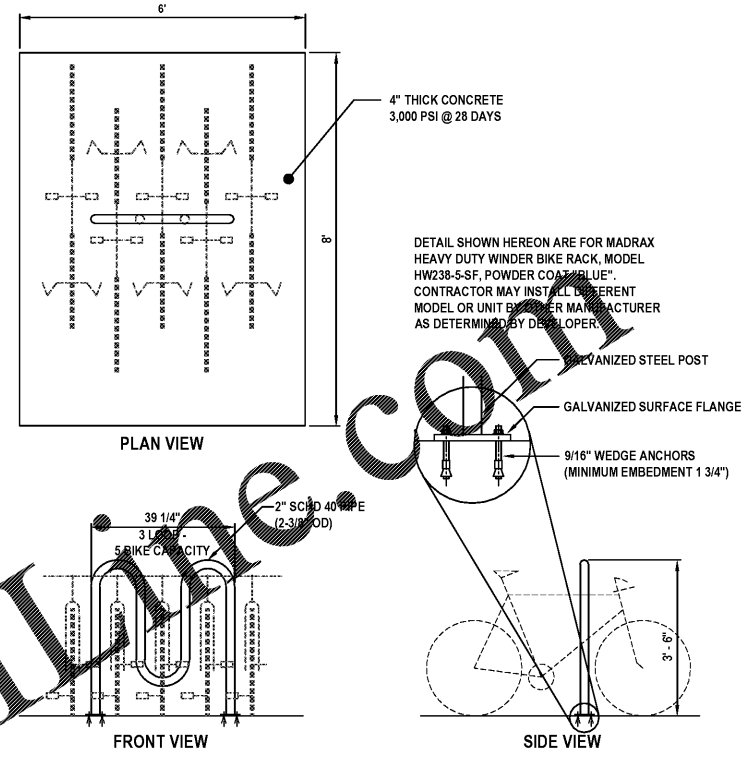 6'
4" THICK CONCRETE
3,000 PSI @ 28 DAYS
8'
DETAIL SHOWN HEREON ARE FOR MADRAX
HEAVY DUTY WINDER BIKE RACK, MODEL
HW238-5-SF, POWDER COAT "BLUE".
CONTRACTOR MAY INSTALL DIFFERENT
MODEL OR UNIT BY OTHER MANUFACTURER
AS DETERMINED BY DEVELOPER.
GALVANIZED STEEL POST
GALVANIZED SURFACE FLANGE
PLAN VIEW
9/16" WEDGE ANCHORS
(MINIMUM EMBEDMENT 1 3/4")
2" SCHD 40 PIPE
(2-3/8" OD)
39 1/4"
3 LOOP -
5 BIKE CAPACITY
3' - 6"
FRONT VIEW
SIDE VIEW
Line.com